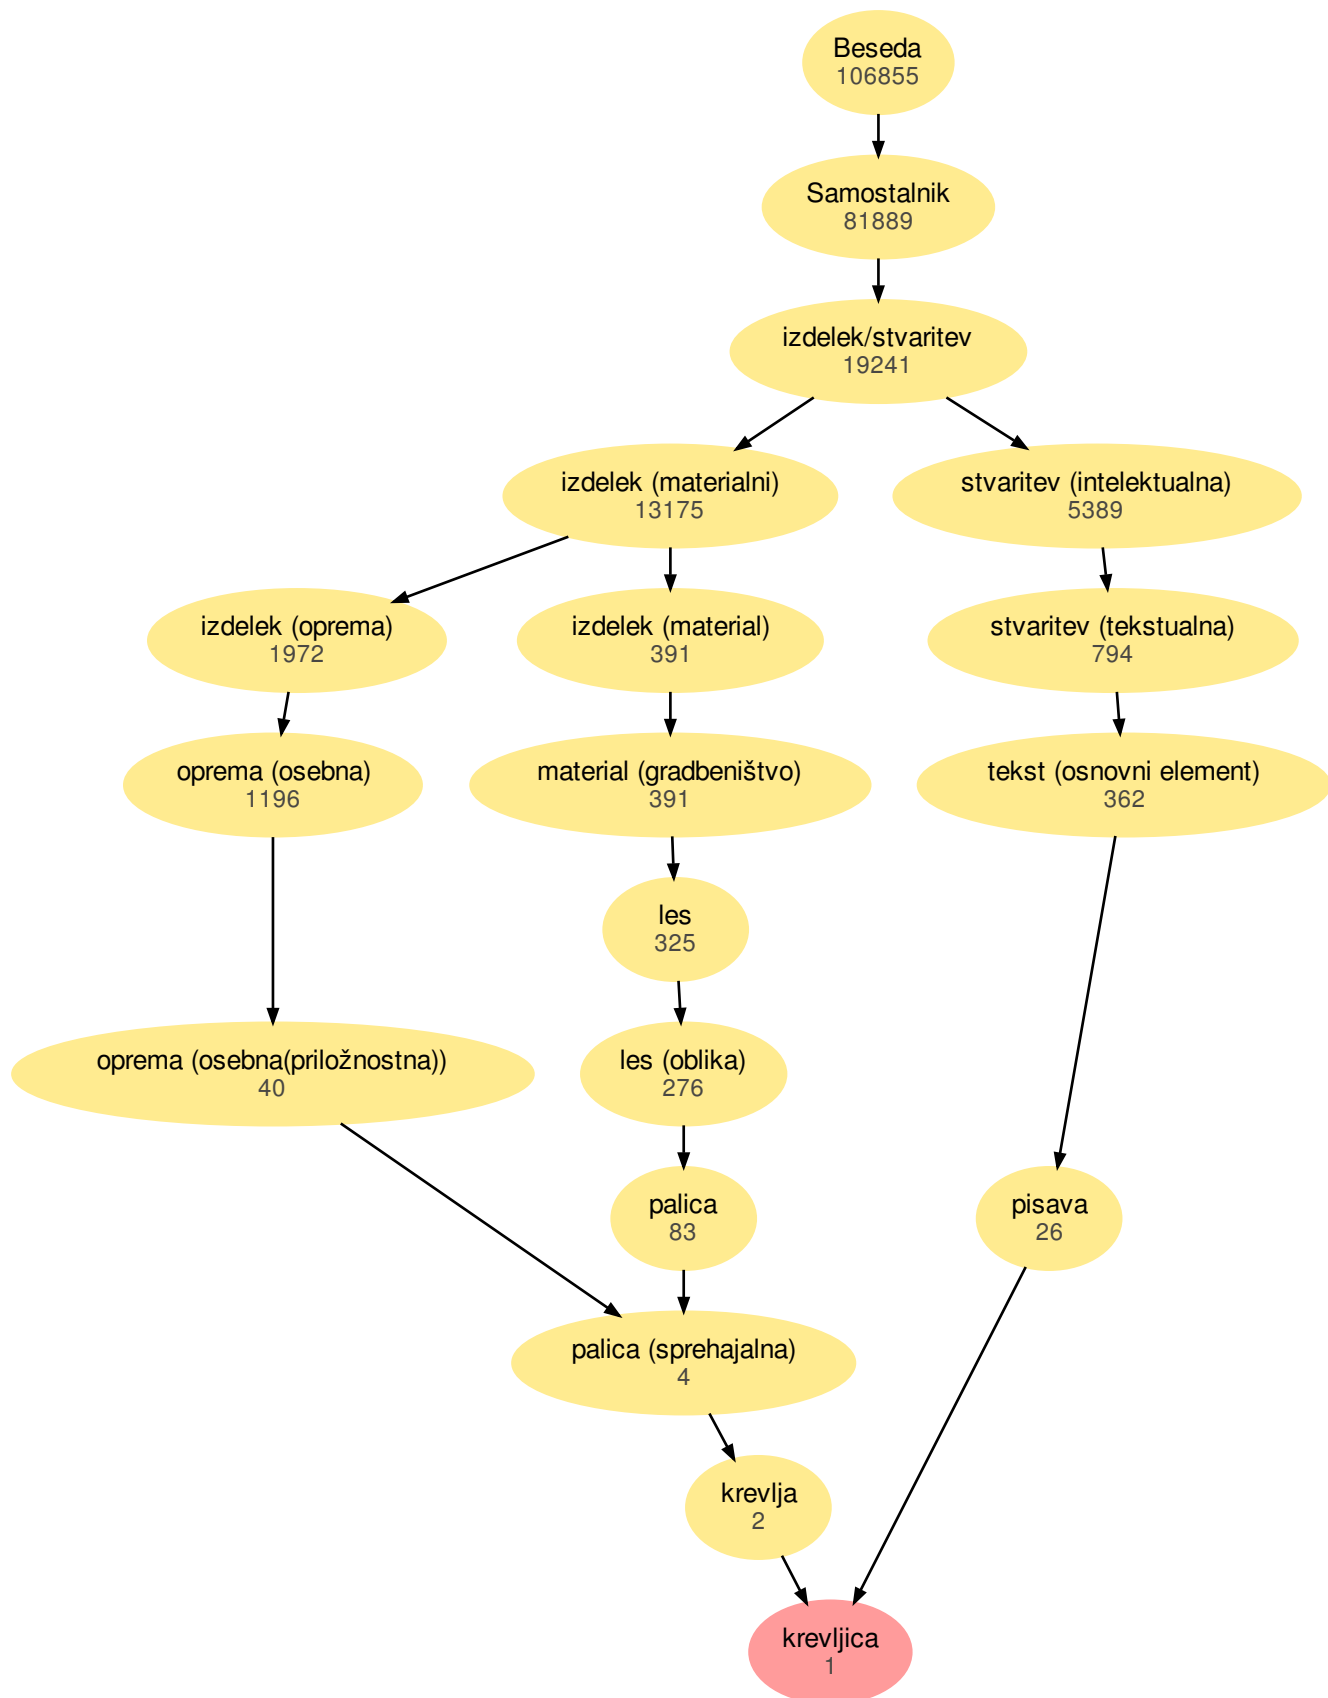 Beseda
106855
Samostalnik
81889
izdelek/stvaritev
19241
izdelek (materialni)
13175
stvaritev (intelektualna)
5389
izdelek (oprema)
1972
izdelek (material)
391
stvaritev (tekstualna)
794
oprema (osebna)
1196
material (gradbeništvo)
391
tekst (osnovni element)
362
les
325
oprema (osebna(priložnostna))
40
les (oblika)
276
palica
83
pisava
26
palica (sprehajalna)
4
krevlja
2
krevljica
1